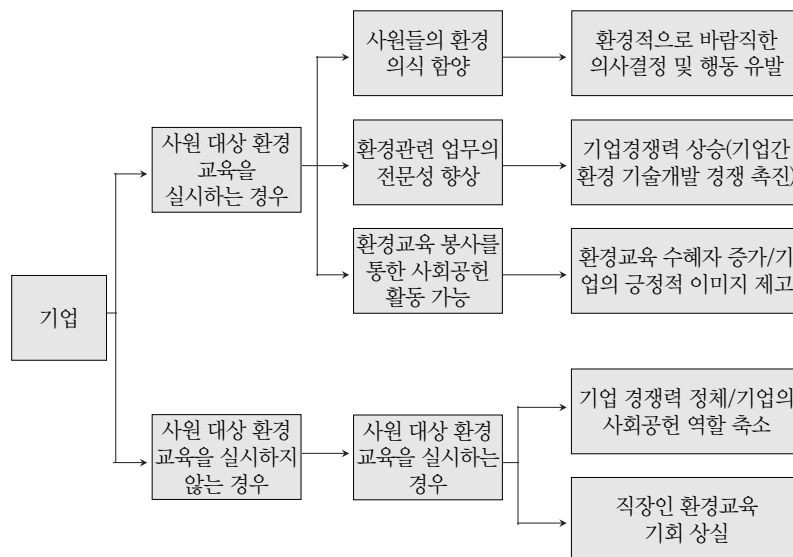 사원들의 환경
의식 함양
환경적으로 바람직한
의사결정 및 행동 유발
사원 대상 환경
교육을
실시하는 경우
환경관련 업무의
전문성 향상
기업경쟁력 상승(기업간
환경 기술개발 경쟁 촉진)
환경교육 봉사를
통한 사회공헌
활동 가능
환경교육 수혜자 증가/기
업의 긍정적 이미지 제고
기업
사원 대상 환경
교육을 실시하지
않는 경우
사원 대상 환경
교육을 실시하는
경우
기업 경쟁력 정체/기업의
사회공헌 역할 축소
직장인 환경교육
기회 상실